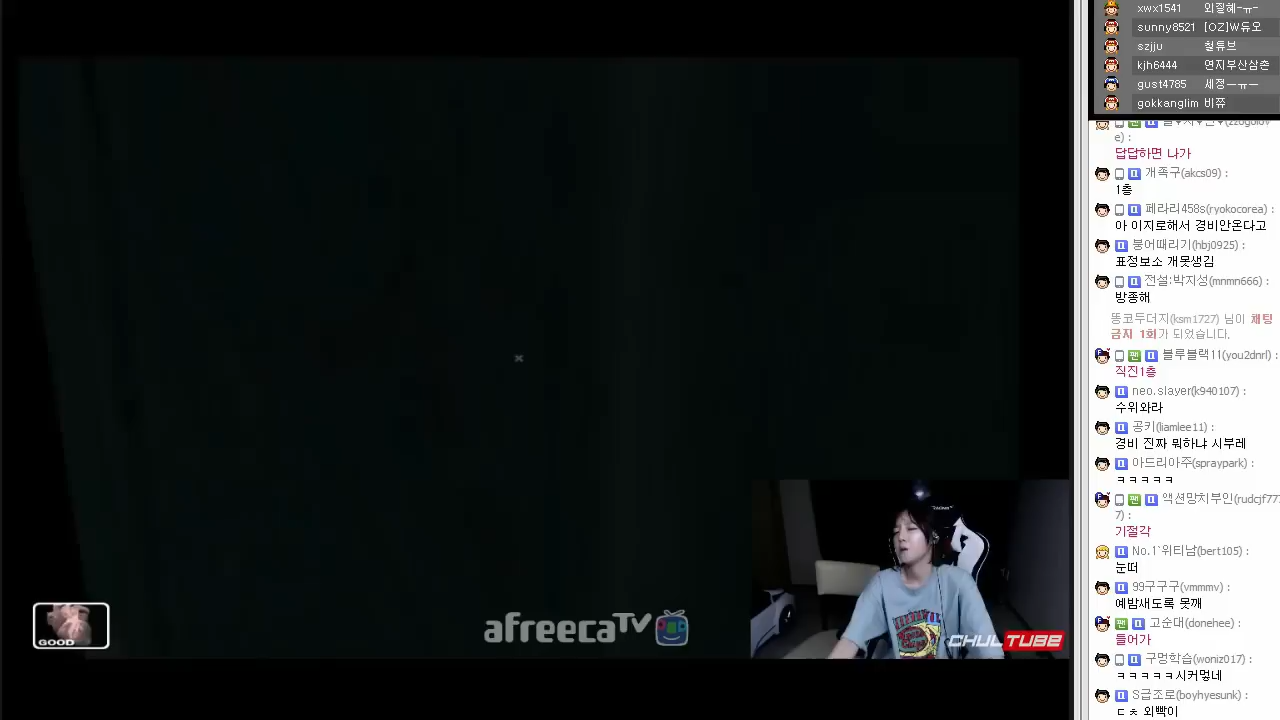 xwx1541 외질혜-ㅠ-
sunny8521 [OZ]W듀오
szjju 철튜브
kjh6444 연지부산삼촌
gust4785 세정ㅡㅠㅡ
gokkanglim 비쮸
e) :
답답하면 나가
개족구(akcs09) :
1층
페라리458s(ryokocorea) :
아 이지로해서 경비안온다고
붕어때리기(hbj0925) :
표정보소 개못생김
전설:박지성(mnmn666) :
방종해
똥코두더지(ksm1727) 님이 채팅
금지 1회가 되었습니다.
팬 블루블랙11(you2dnrl) :
직진1층
neo.slayer(k940107) :
수위와라
공키(liamlee11) :
경비 진짜 뭐하냐 시부레
아드리아주(spraypark) :
ㅋㅋㅋㅋㅋ
팬 액션망치부인(rudcjf777
7) :
기절각
No.1`위티남(bert105) :
눈떠
99구구구(vmmmv) :
예밤새도록 못깨
팬 고순대(donehee) :
들어가
구멍학습(woniz017) :
ㅋㅋㅋㅋㅋ시커멓네
S급조로(boyhyesunk) :
ㄷㅊ 외빡이
GOOD
afreecaTV
CHULTUBE